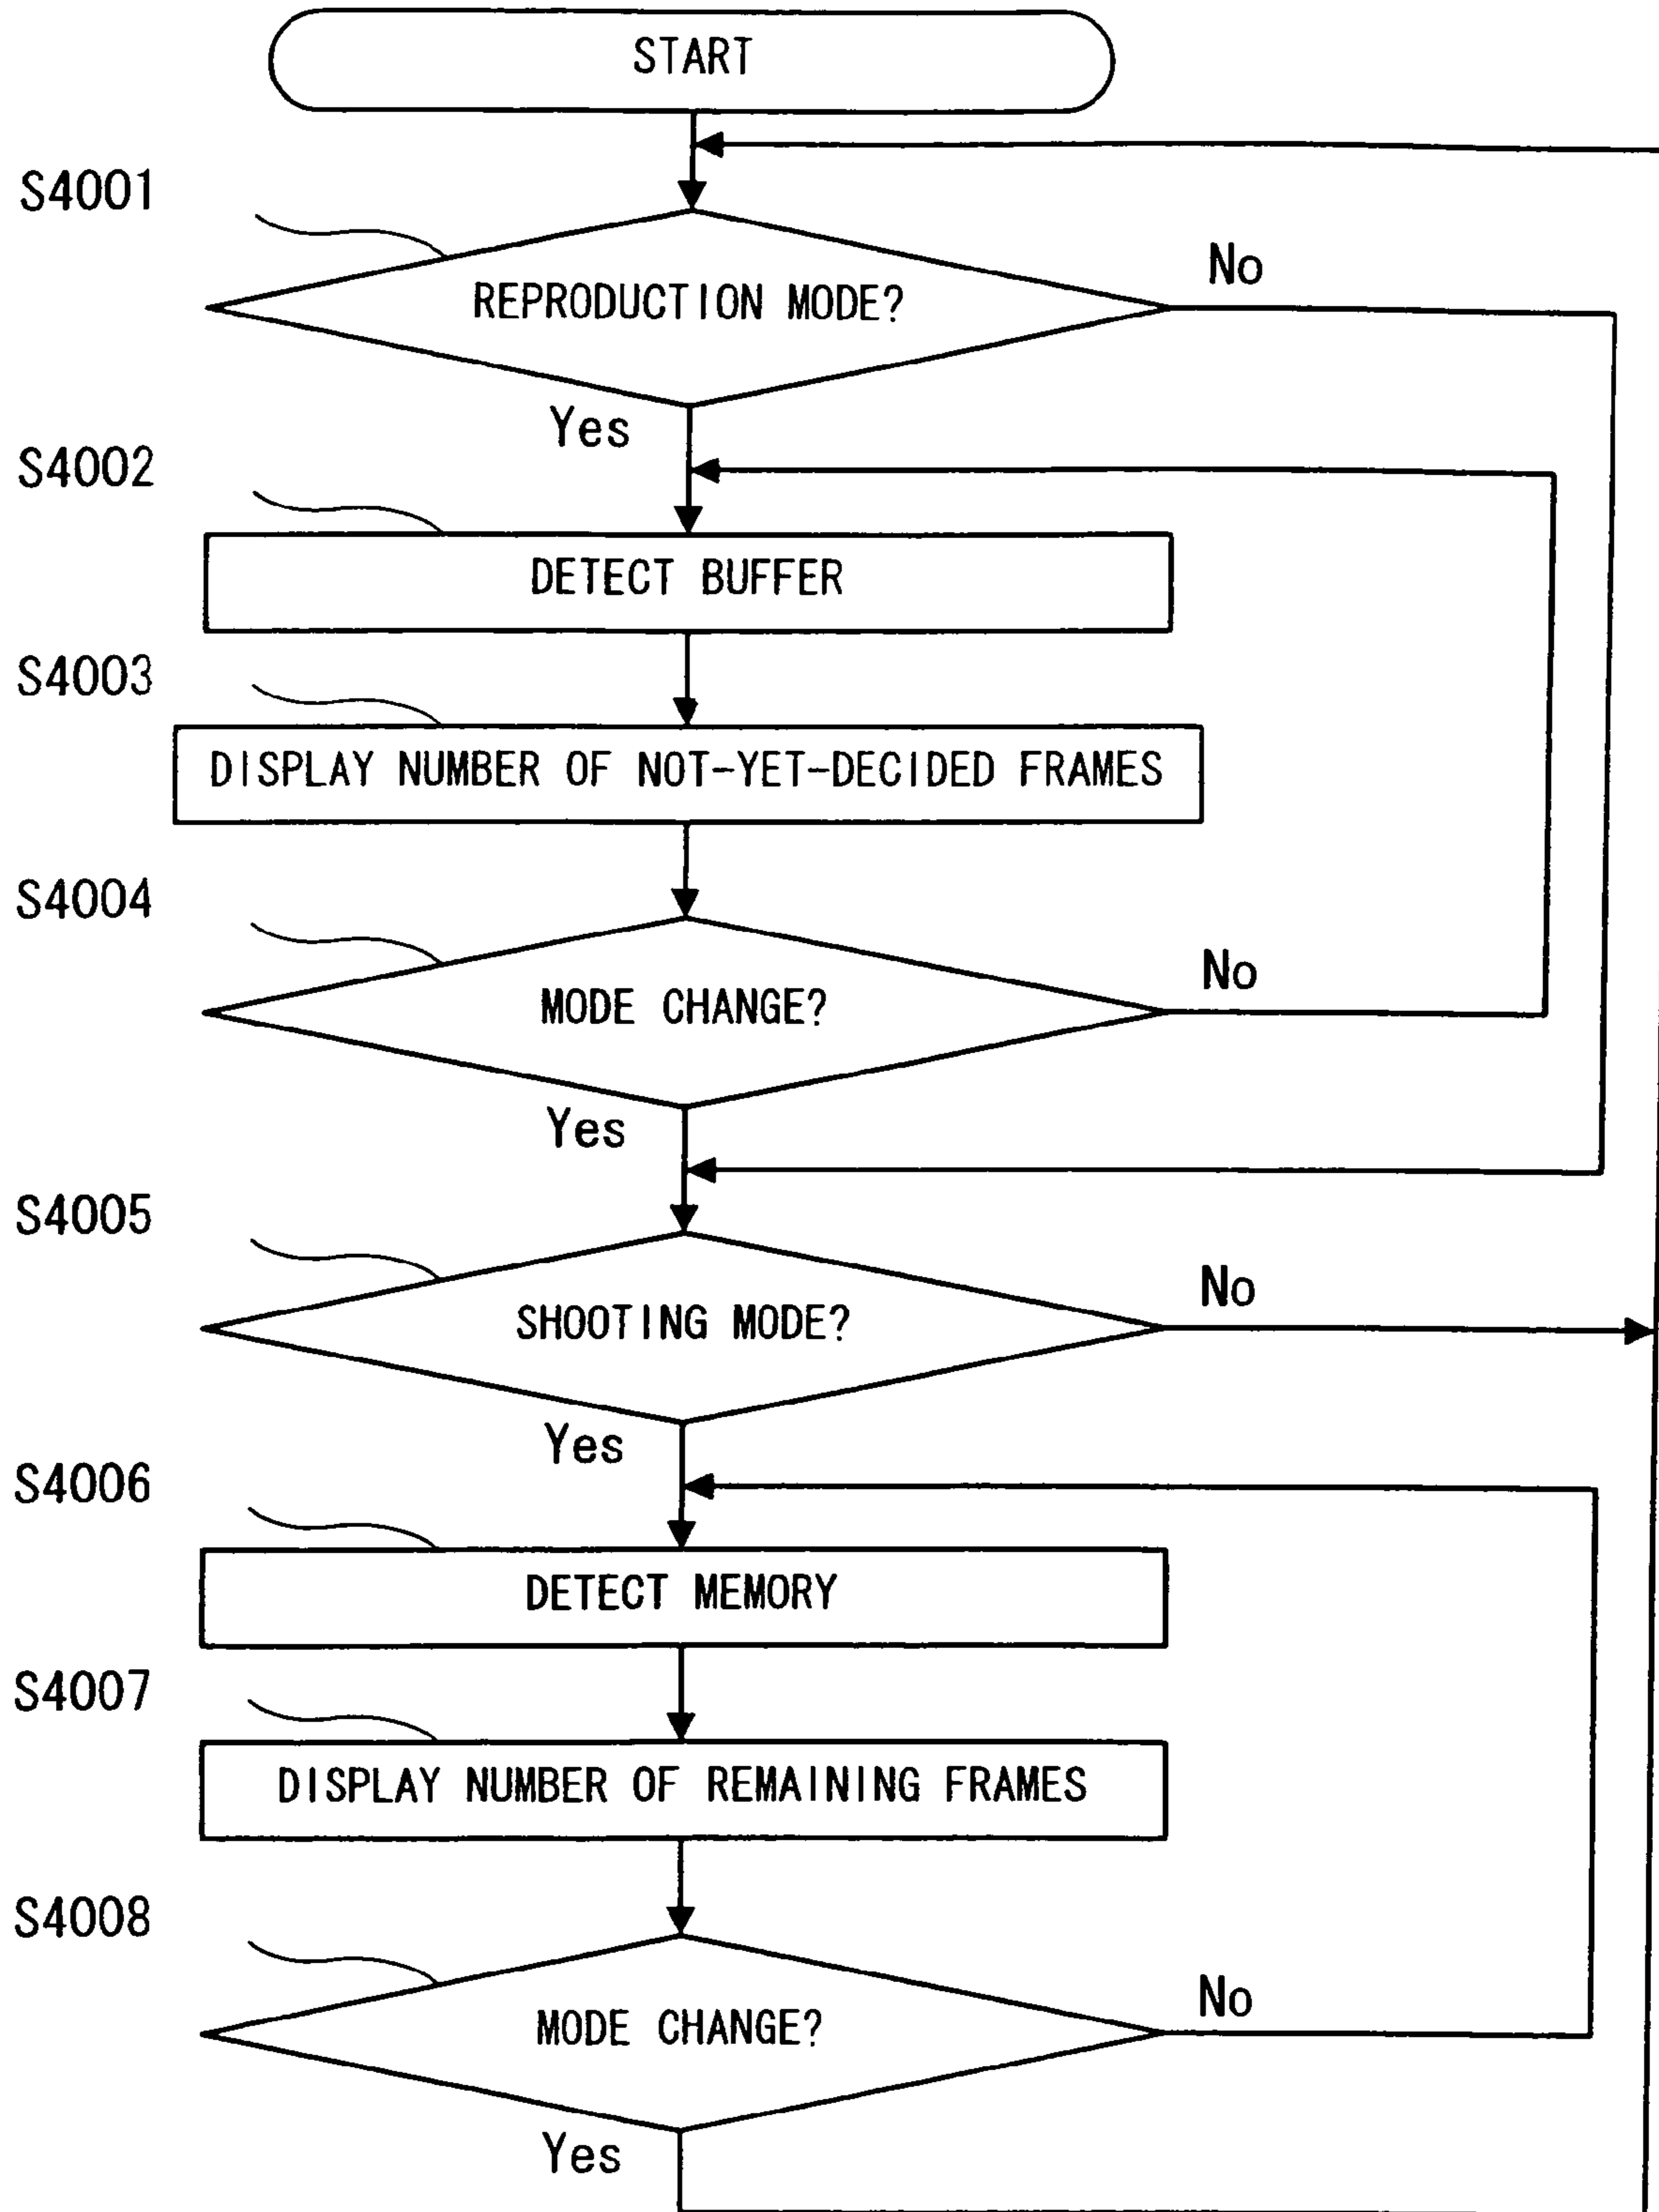 START
S4001
REPRODUCTION MODE?
No
Yes
S4002
DETECT BUFFER
S4003
DISPLAY NUMBER OF NOT-YET-DECIDED FRAMES
S4004
MODE CHANGE?
No
Yes
S4005
SHOOTING MODE?
No
Yes
S4006
DETECT MEMORY
S4007
DISPLAY NUMBER OF REMAINING FRAMES
S4008
MODE CHANGE?
No
Yes